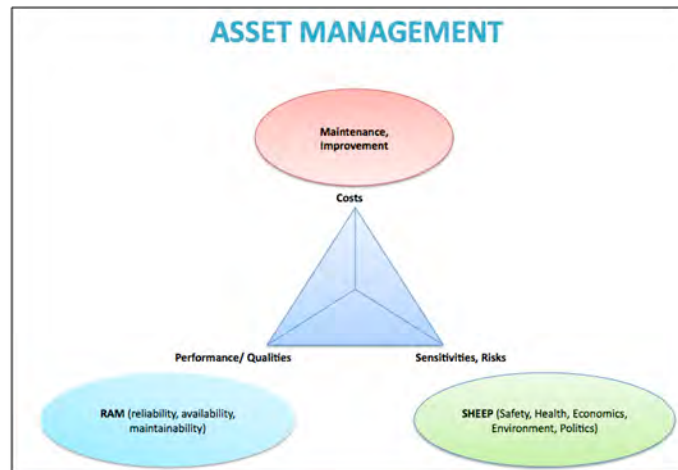 ASSET MANAGEMENT
Maintenance,
Improvement
Costs
Performance/ Qualities
Sensitivities, Risks
RAM (reliability, availability,
maintainability)
SHEEP (Safety, Health, Economics,
Environment, Politics)